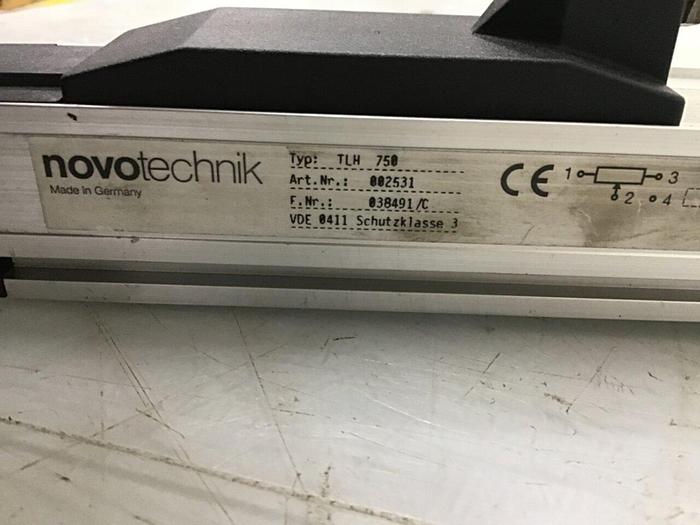 novotechnik
Made in Germany
Typ: TLH 750
Art.Nr.: 002531
F.Nr.: 038491/C
VDE 0411 Schutzklasse 3
CE
1 3
2 4